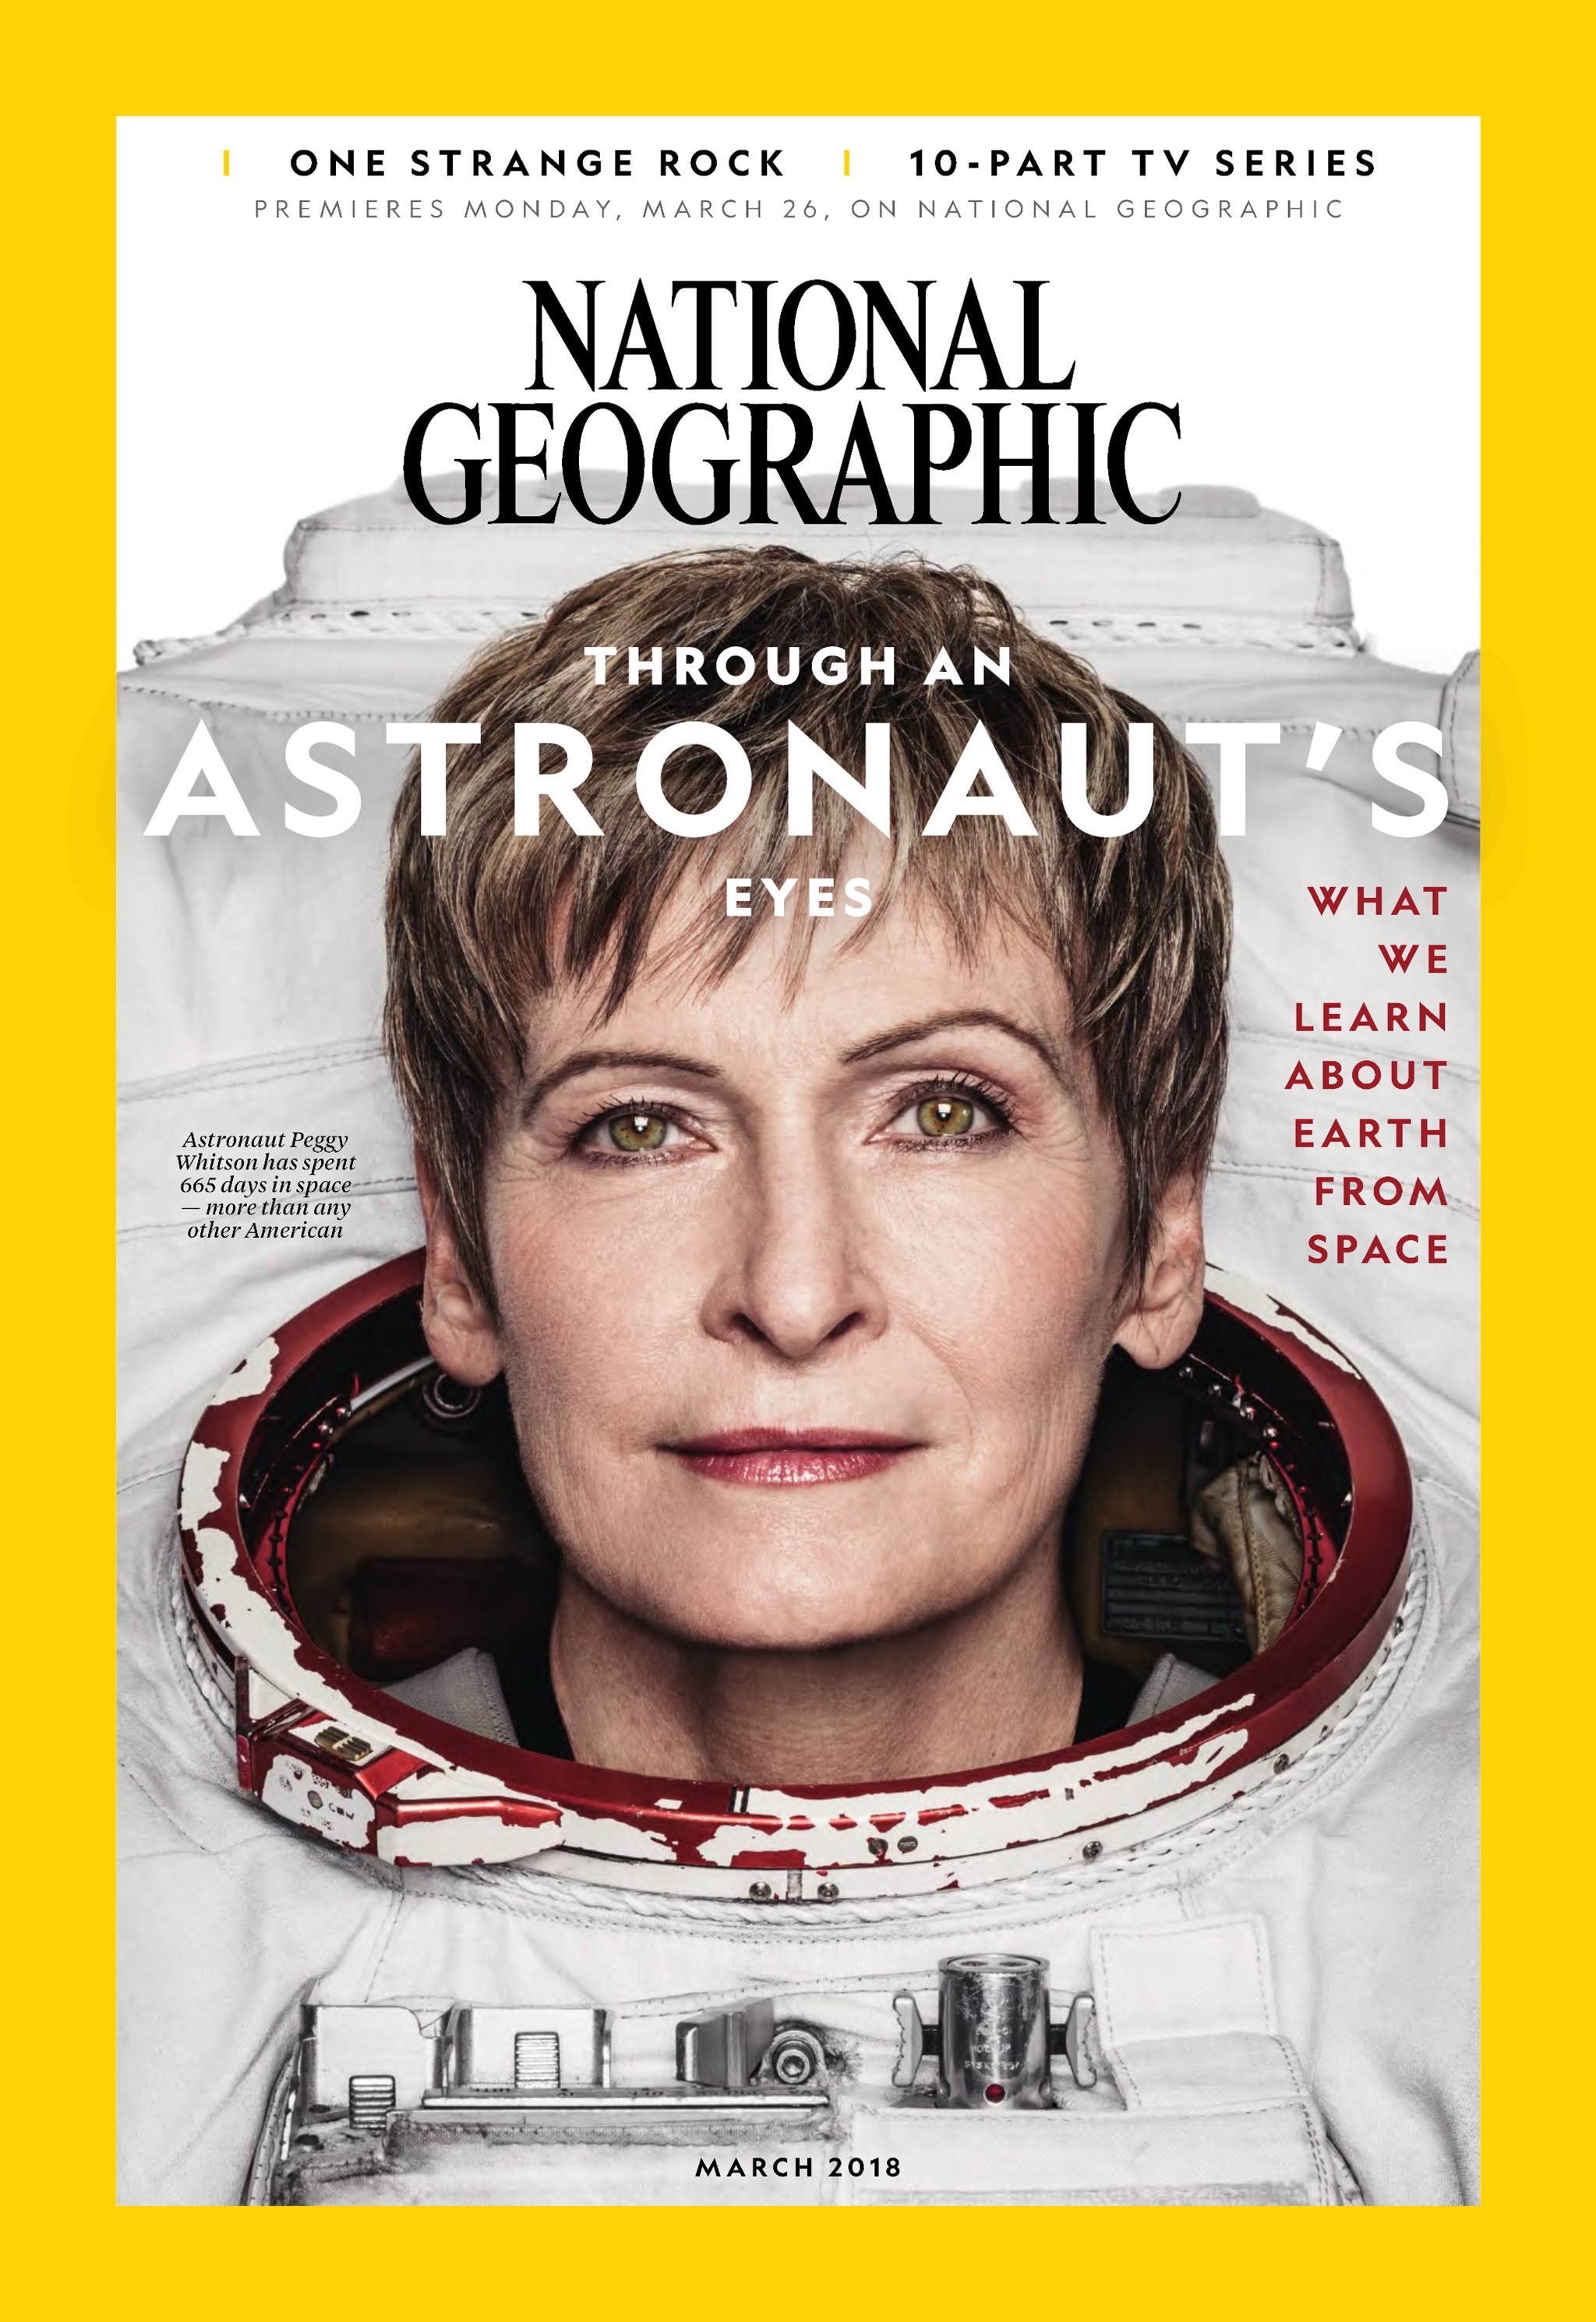 ONE STRANGE ROCK | 10-PART TV SERIES
PREMIERES MONDAY, MARCH 26, ON NATIONAL GEOGRAPHIC
NATIONAL
GEOGRAPHIC
THROUGH AN
ASTRONAUT’S
EYES
WHAT
WE
LEARN
ABOUT
EARTH
FROM
SPACE
Astronaut Peggy
Whitson has spent
665 days in space
— more than any
other American
MARCH 2018